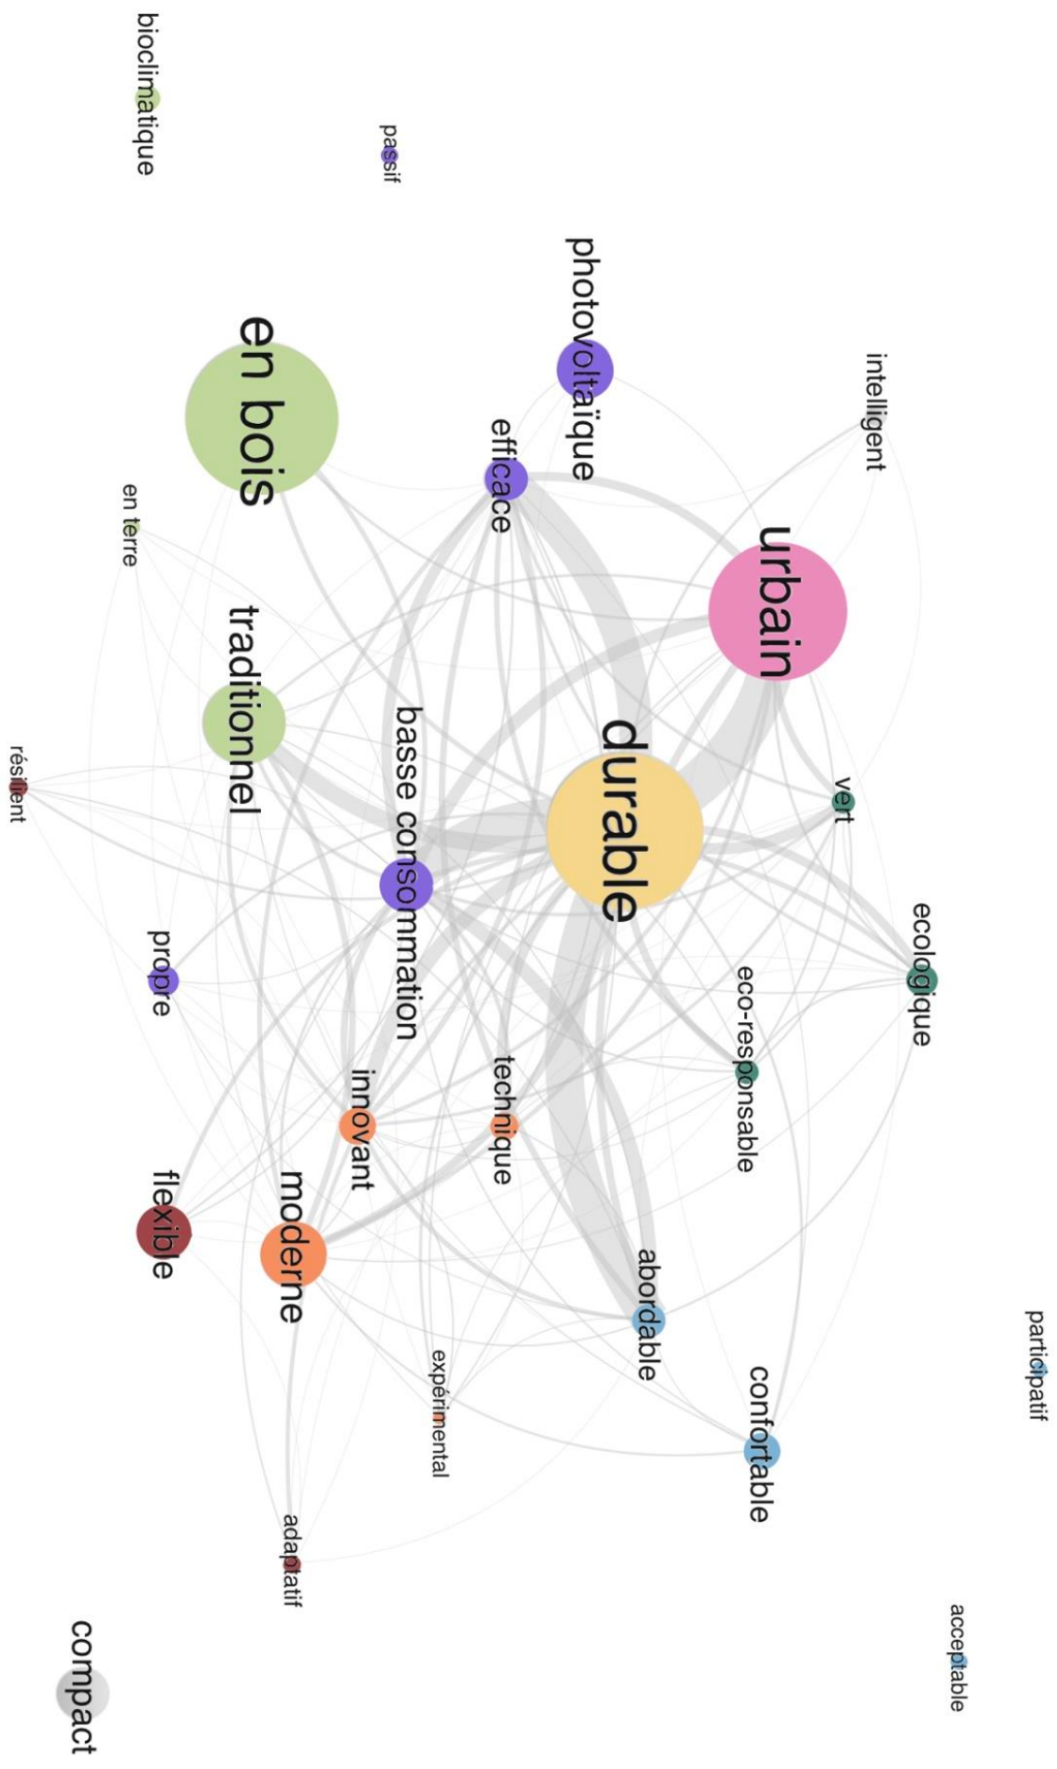 participatif
acceptable
ecologique
intelligent
vert
urbain
confortable
eco-responsable
abordable
durable
photovoltaïque
efficace
technique
expérimental
basse consommation
passif
innovant
moderne
adaptatif
en bois
traditionnel
flexible
propre
bioclimatique
en terre
compact
résilient